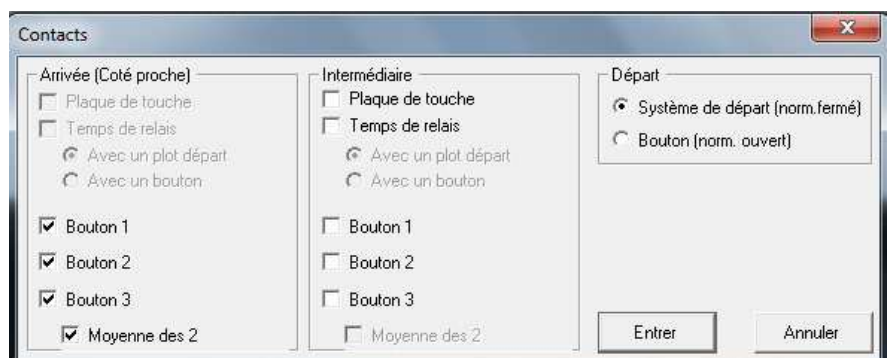 Contacts
Arrivée (Coté proche)
Plaque de touche
Temps de relais
Avec un plot départ
Avec un bouton
Bouton 1
Bouton 2
Bouton 3
Moyenne des 2
Intermédiaire
Plaque de touche
Temps de relais
Avec un plot départ
Avec un bouton
Bouton 1
Bouton 2
Bouton 3
Moyenne des 2
Départ
Système de départ (norm.fermé)
Bouton (norm. ouvert)
Entrer
Annuler